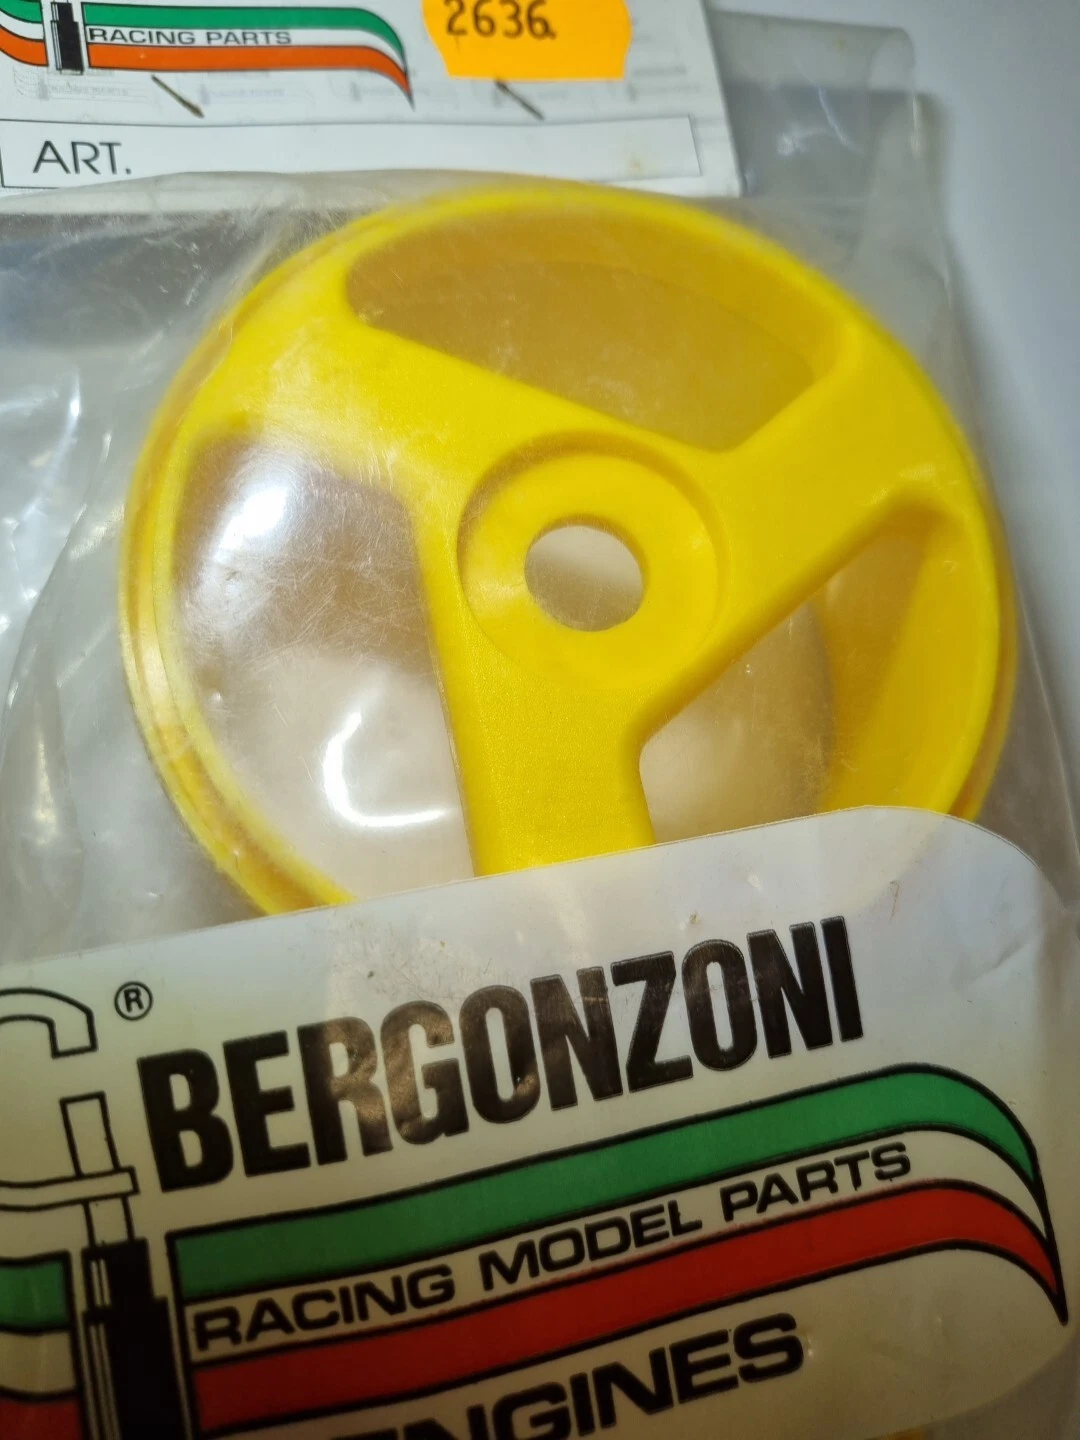 2636.
RACING PARTS
ART.
®
BERGONZONI
RACING MODEL PARTS
ENGINES